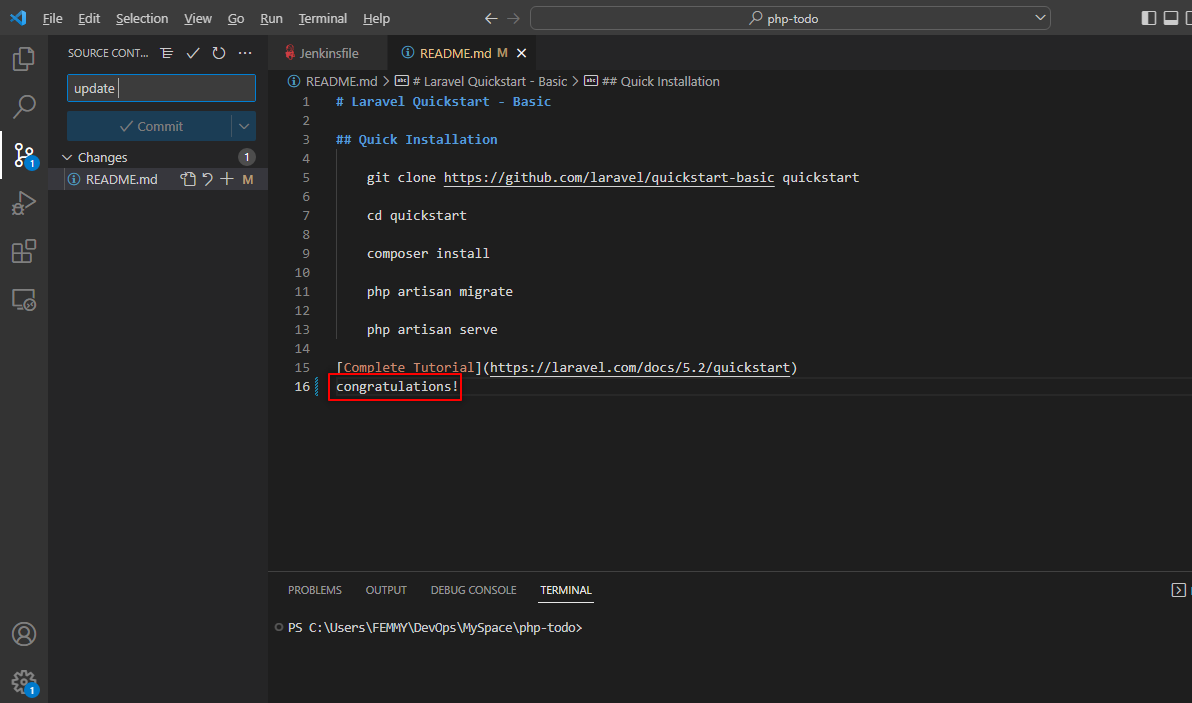 File Edit Selection View Go Run Terminal Help
php-todo
SOURCE CONT...
update
Commit
Changes 1
README.md M
1
1
Jenkinsfile
README.md M
README.md > # Laravel Quickstart - Basic > ## Quick Installation
1 # Laravel Quickstart - Basic
2
3 ## Quick Installation
4
5 git clone https://github.com/laravel/quickstart-basic quickstart
6
7 cd quickstart
8
9 composer install
10
11 php artisan migrate
12
13 php artisan serve
14
15 [Complete Tutorial](https://laravel.com/docs/5.2/quickstart)
16 congratulations!
PROBLEMS OUTPUT DEBUG CONSOLE TERMINAL
PS C:\Users\FEMMY\DevOps\MySpace\php-todo>